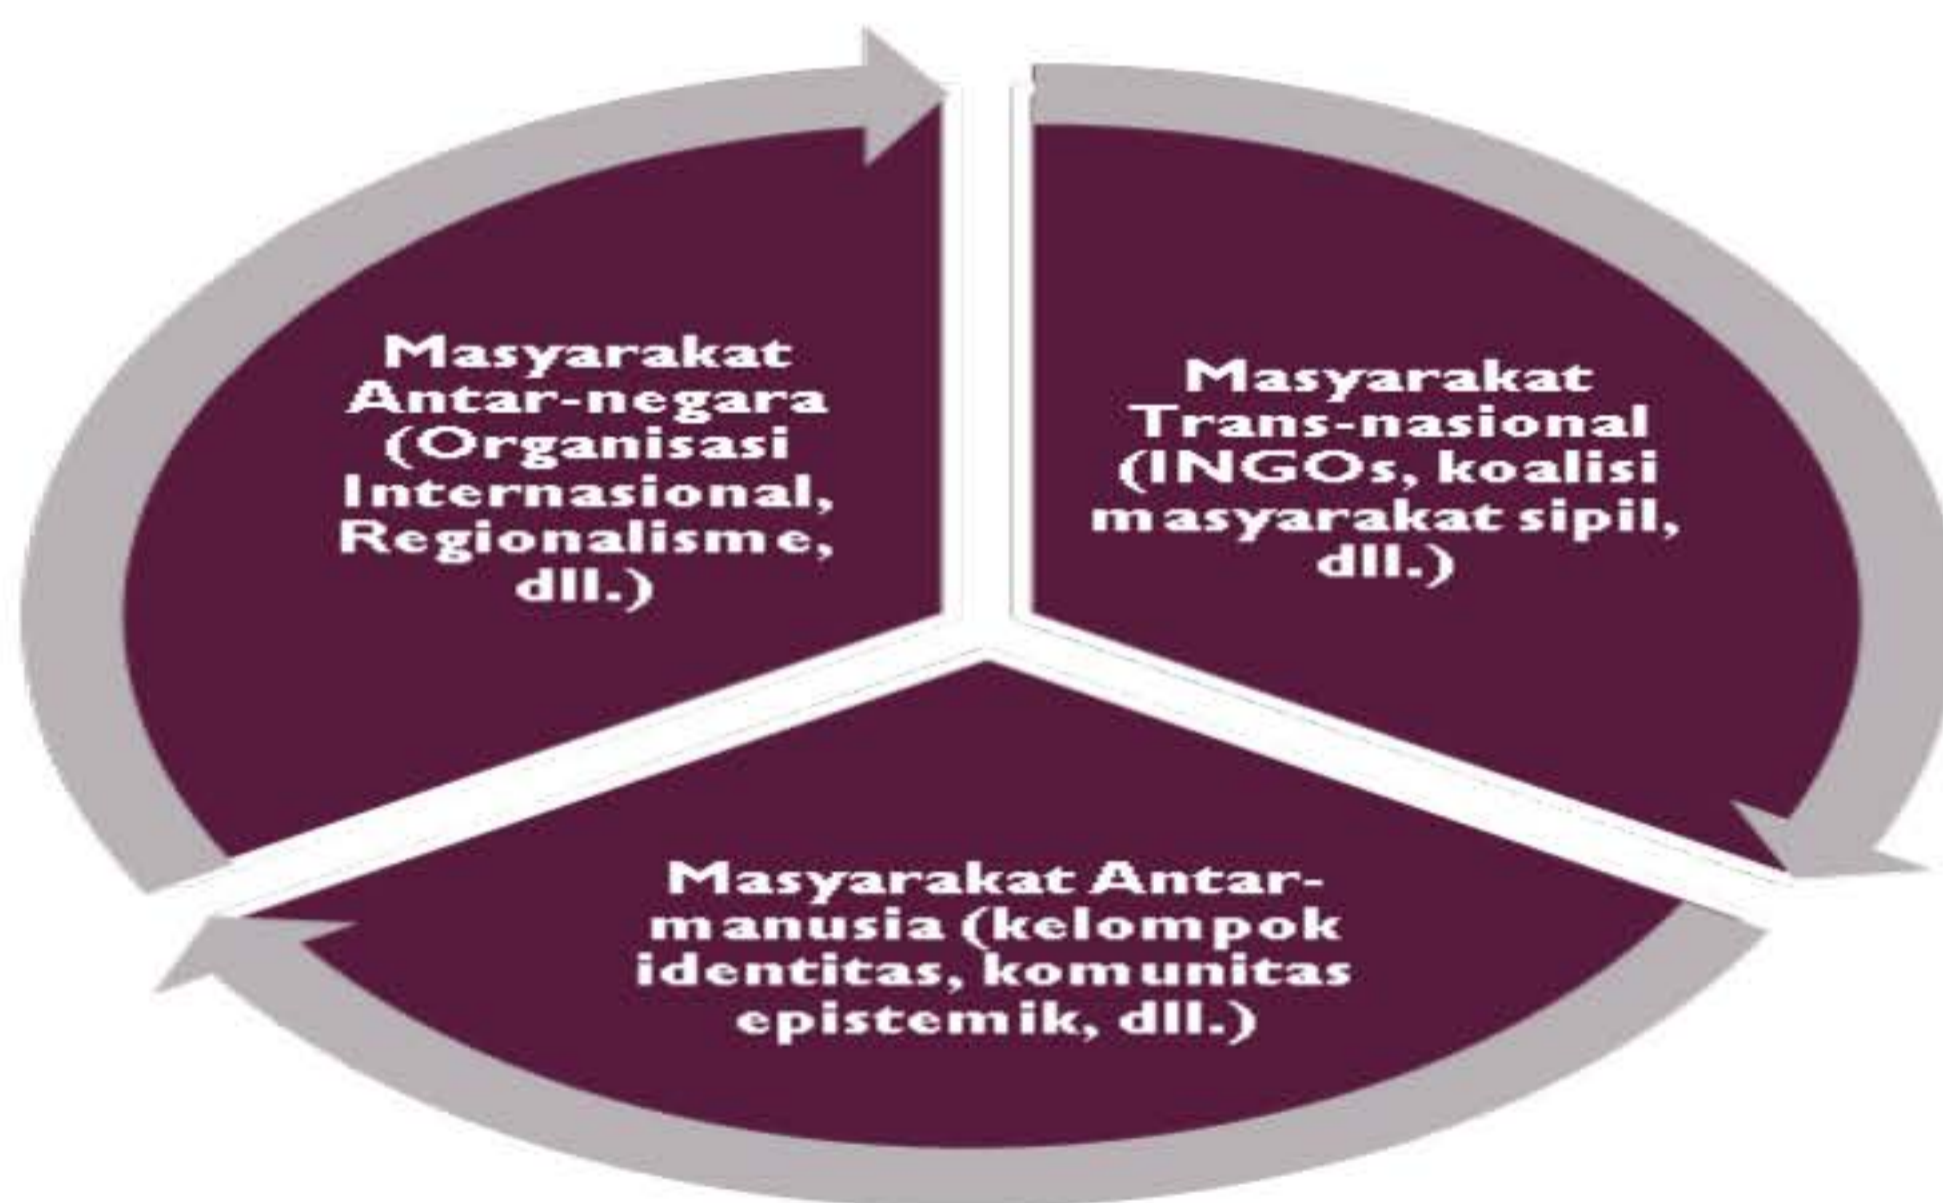 Masyarakat
Antar-negara
(Organisasi
Internasional,
Regionalisme,
dll.)
Masyarakat
Trans-nasional
(INGOs, koalisi
masyarakat sipil,
dll.)
Masyarakat Antar-
manusia (kelompok
identitas, komunitas
epistemik, dll.)